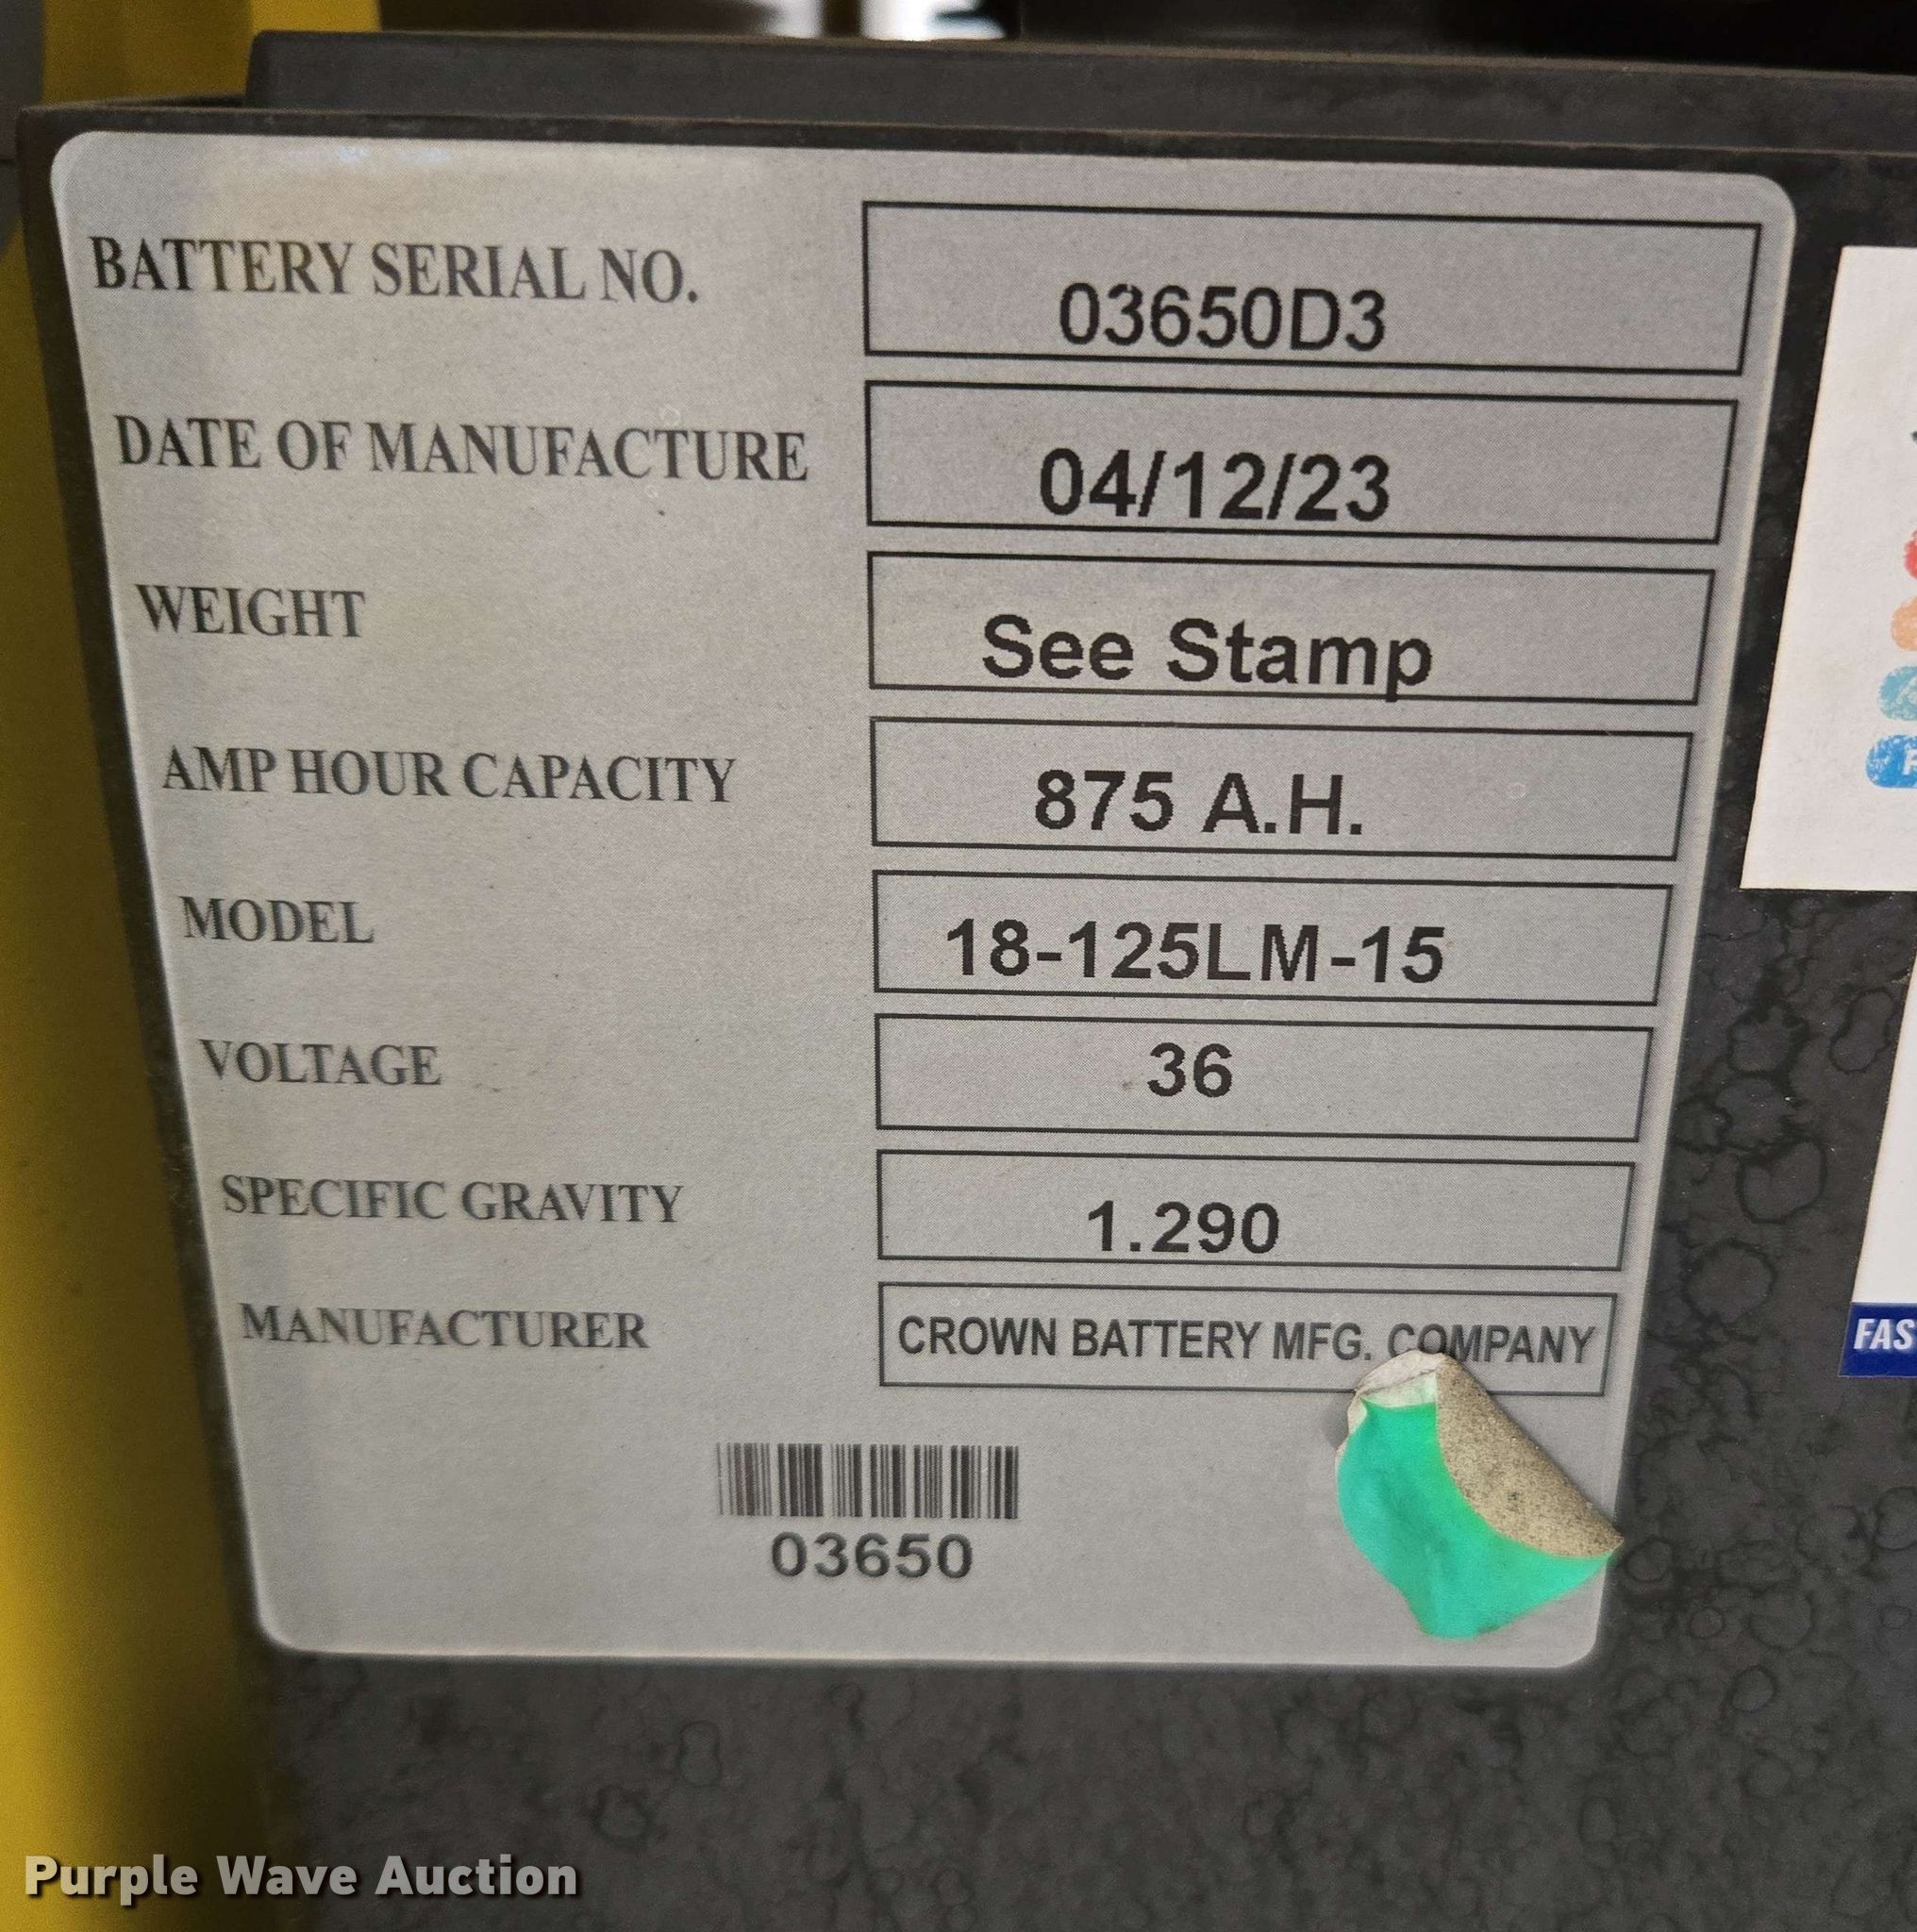 BATTERY SERIAL NO. 03650D3
DATE OF MANUFACTURE 04/12/23
WEIGHT See Stamp
AMP HOUR CAPACITY 875 A.H.
MODEL 18-125LM-15
VOLTAGE 36
SPECIFIC GRAVITY 1.290
MANUFACTURER CROWN BATTERY MFG. COMPANY
03650
FAS
Purple Wave Auction